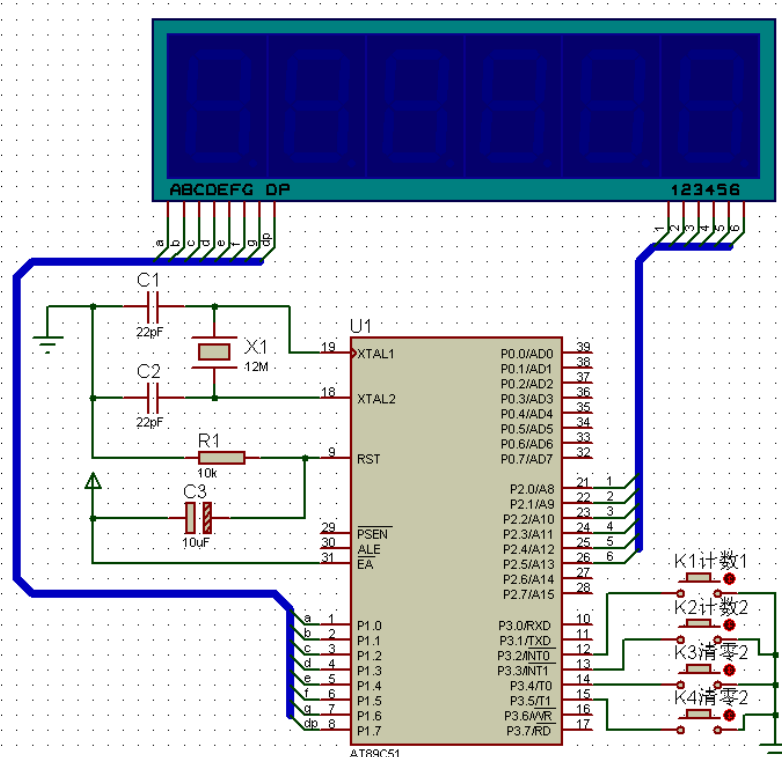 ABCDEFG DP
123456
a b c d e f g dp
1 2 3 4 5 6
C1
22pF
X1
12M
C2
22pF
R1
10k
C3
10uF
U1
19 XTAL1
18 XTAL2
9 RST
29 PSEN
30 ALE
31 EA
a 1 P1.0
b 2 P1.1
c 3 P1.2
d 4 P1.3
e 5 P1.4
f 6 P1.5
g 7 P1.6
dp 8 P1.7
P0.0/AD0 39
P0.1/AD1 38
P0.2/AD2 37
P0.3/AD3 36
P0.4/AD4 35
P0.5/AD5 34
P0.6/AD6 33
P0.7/AD7 32
P2.0/A8 21 1
P2.1/A9 22 2
P2.2/A10 23 3
P2.3/A11 24 4
P2.4/A12 25 5
P2.5/A13 26 6
P2.6/A14 27
P2.7/A15 28
P3.0/RXD 10
P3.1/TXD 11
P3.2/INT0 12
P3.3/INT1 13
P3.4/T0 14
P3.5/T1 15
P3.6/WR 16
P3.7/RD 17
AT89C51
K1计数1
K2计数2
K3清零2
K4清零2